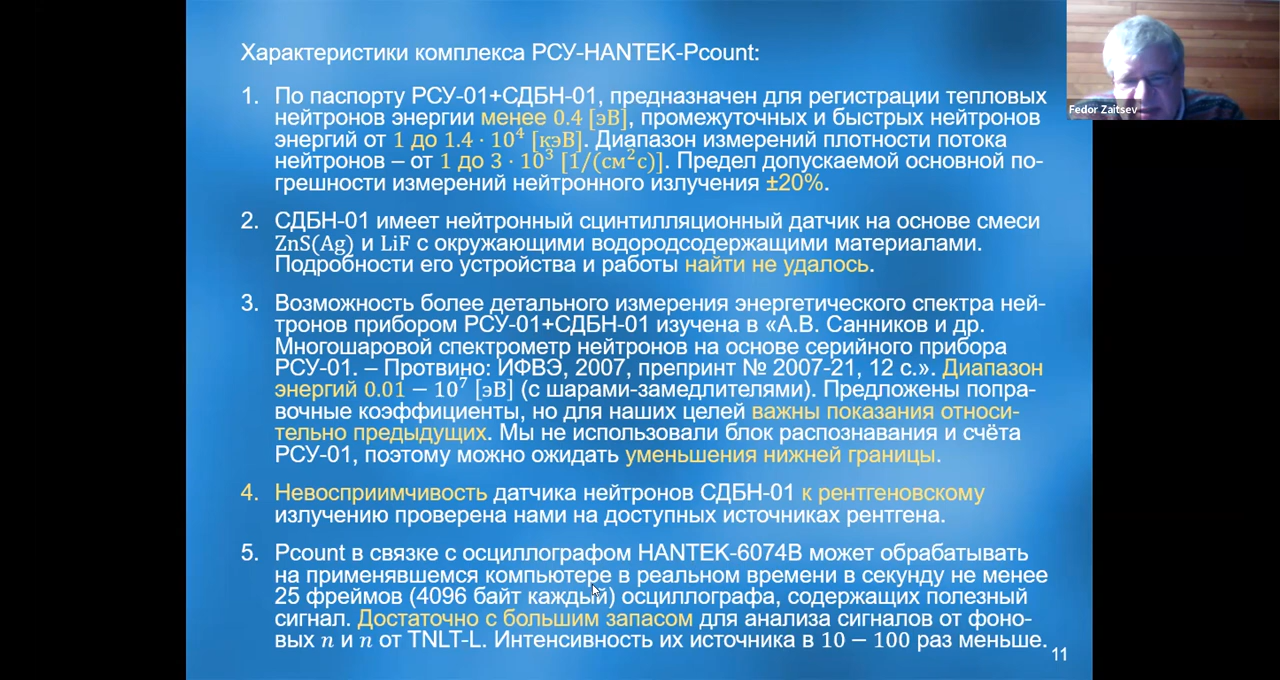 Характеристики комплекса РСУ-HANTEK-Pcount:
1. По паспорту РСУ-01+СДБН-01, предназначен для регистрации тепловых
нейтронов энергии менее 0.4 [эВ], промежуточных и быстрых нейтронов
энергий от 1 до 1.4 · 10⁴ [кэВ]. Диапазон измерений плотности потока
нейтронов – от 1 до 3 · 10³ [1/(см²с)]. Предел допускаемой основной по-
грешности измерений нейтронного излучения ±20%.
2. СДБН-01 имеет нейтронный сцинтилляционный датчик на основе смеси
ZnS(Ag) и LiF с окружающими водородсодержащими материалами.
Подробности его устройства и работы найти не удалось.
3. Возможность более детального измерения энергетического спектра ней-
тронов прибором РСУ-01+СДБН-01 изучена в «А.В. Санников и др.
Многошаровой спектрометр нейтронов на основе серийного прибора
РСУ-01. – Протвино: ИФВЭ, 2007, препринт № 2007-21, 12 с.». Диапазон
энергий 0.01 – 10⁷ [эВ] (с шарами-замедлителями). Предложены попра-
вочные коэффициенты, но для наших целей важны показания относи-
тельно предыдущих. Мы не использовали блок распознавания и счёта
РСУ-01, поэтому можно ожидать уменьшения нижней границы.
4. Невосприимчивость датчика нейтронов СДБН-01 к рентгеновскому
излучению проверена нами на доступных источниках рентгена.
5. Pcount в связке с осциллографом HANTEK-6074B может обрабатывать
на применявшемся компьютере в реальном времени в секунду не менее
25 фреймов (4096 байт каждый) осциллографа, содержащих полезный
сигнал. Достаточно с большим запасом для анализа сигналов от фоно-
вых n и n от TNLT-L. Интенсивность их источника в 10 – 100 раз меньше.
11
Fedor Zaitsev